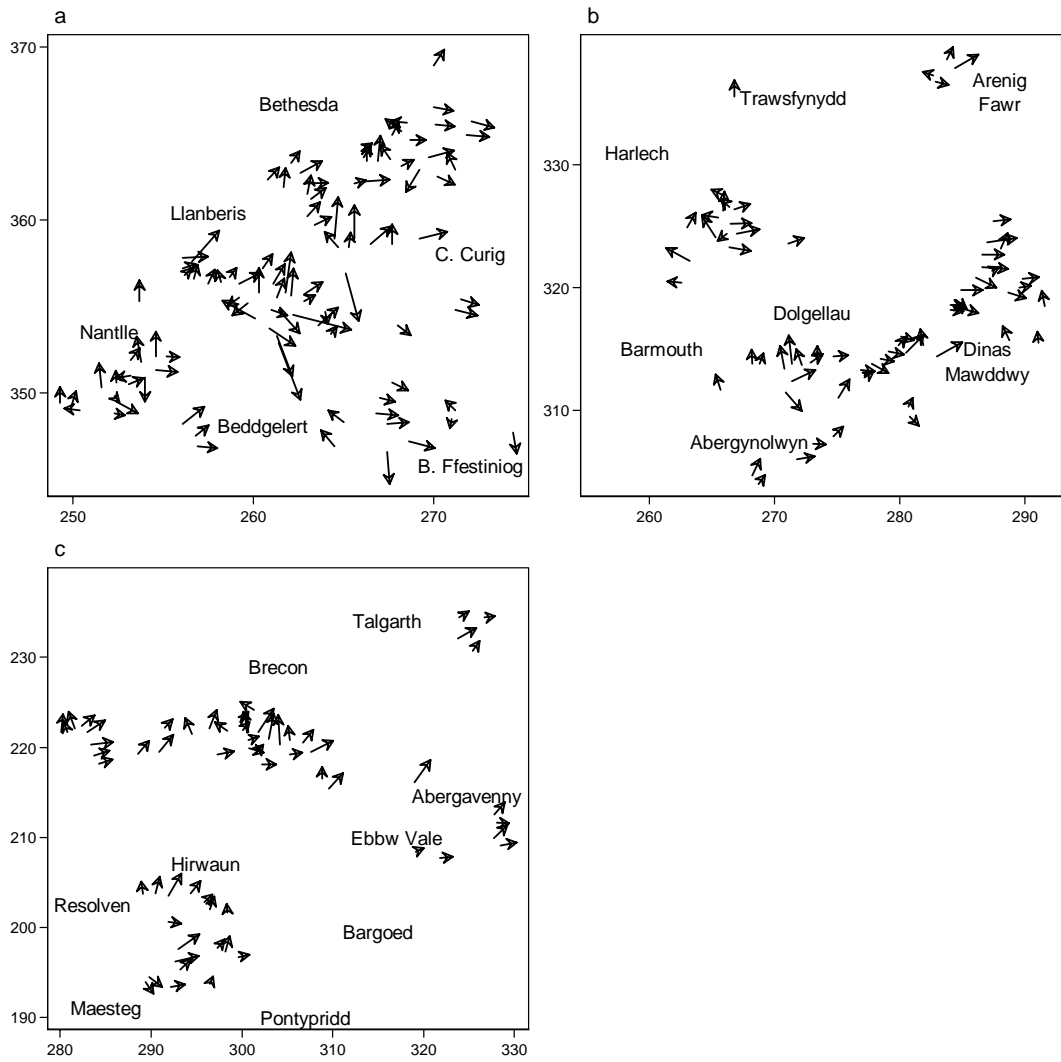 a
370
360
350
250
260
270
Bethesda
Llanberis
C. Curig
Nantlle
Beddgelert
B. Ffestiniog
b
330
320
310
260
270
280
290
Trawsfynydd
Arenig
Fawr
Harlech
Dolgellau
Barmouth
Dinas
Mawddwy
Abergynolwyn
c
230
220
210
200
190
280
290
300
310
320
330
Talgarth
Brecon
Abergavenny
Ebbw Vale
Hirwaun
Resolven
Bargoed
Maesteg
Pontypridd